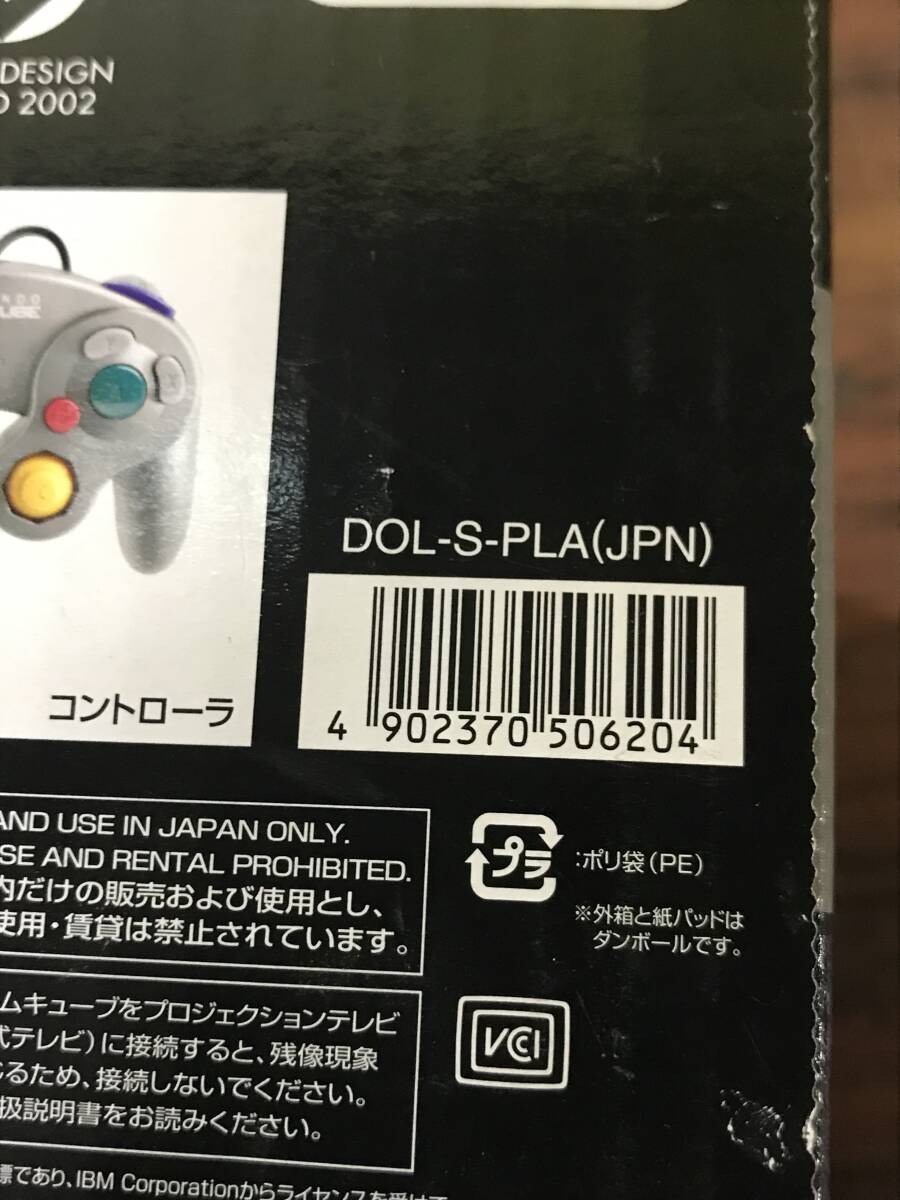 DESIGN
2002
NDO
UBE
Y
X
DOL-S-PLA(JPN)
コントローラ
4 902370 506204
AND USE IN JAPAN ONLY.
SE AND RENTAL PROHIBITED.
内だけの販売および使用とし、
使用・賃貸は禁止されています。
プラ
:ポリ袋(PE)
※外箱と紙パッドは
ダンボールです。
ムキューブをプロジェクションテレビ
式テレビ)に接続すると、残像現象
じるため、接続しないでください。
扱説明書をお読みください。
VCCI
標であり、IBM Corporationからライセンスを受けて